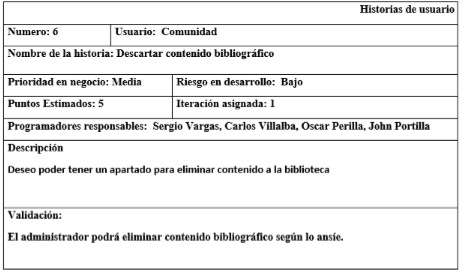 Historias de usuario
Numero: 6 Usuario: Comunidad
Nombre de la historia: Descartar contenido bibliográfico
Prioridad en negocio: Media Riesgo en desarrollo: Bajo
Puntos Estimados: 5 Iteración asignada: 1
Programadores responsables: Sergio Vargas, Carlos Villalba, Oscar Perilla, John Portilla
Descripción
Deseo poder tener un apartado para eliminar contenido a la biblioteca
Validación:
El administrador podrá eliminar contenido bibliográfico según lo ansíe.